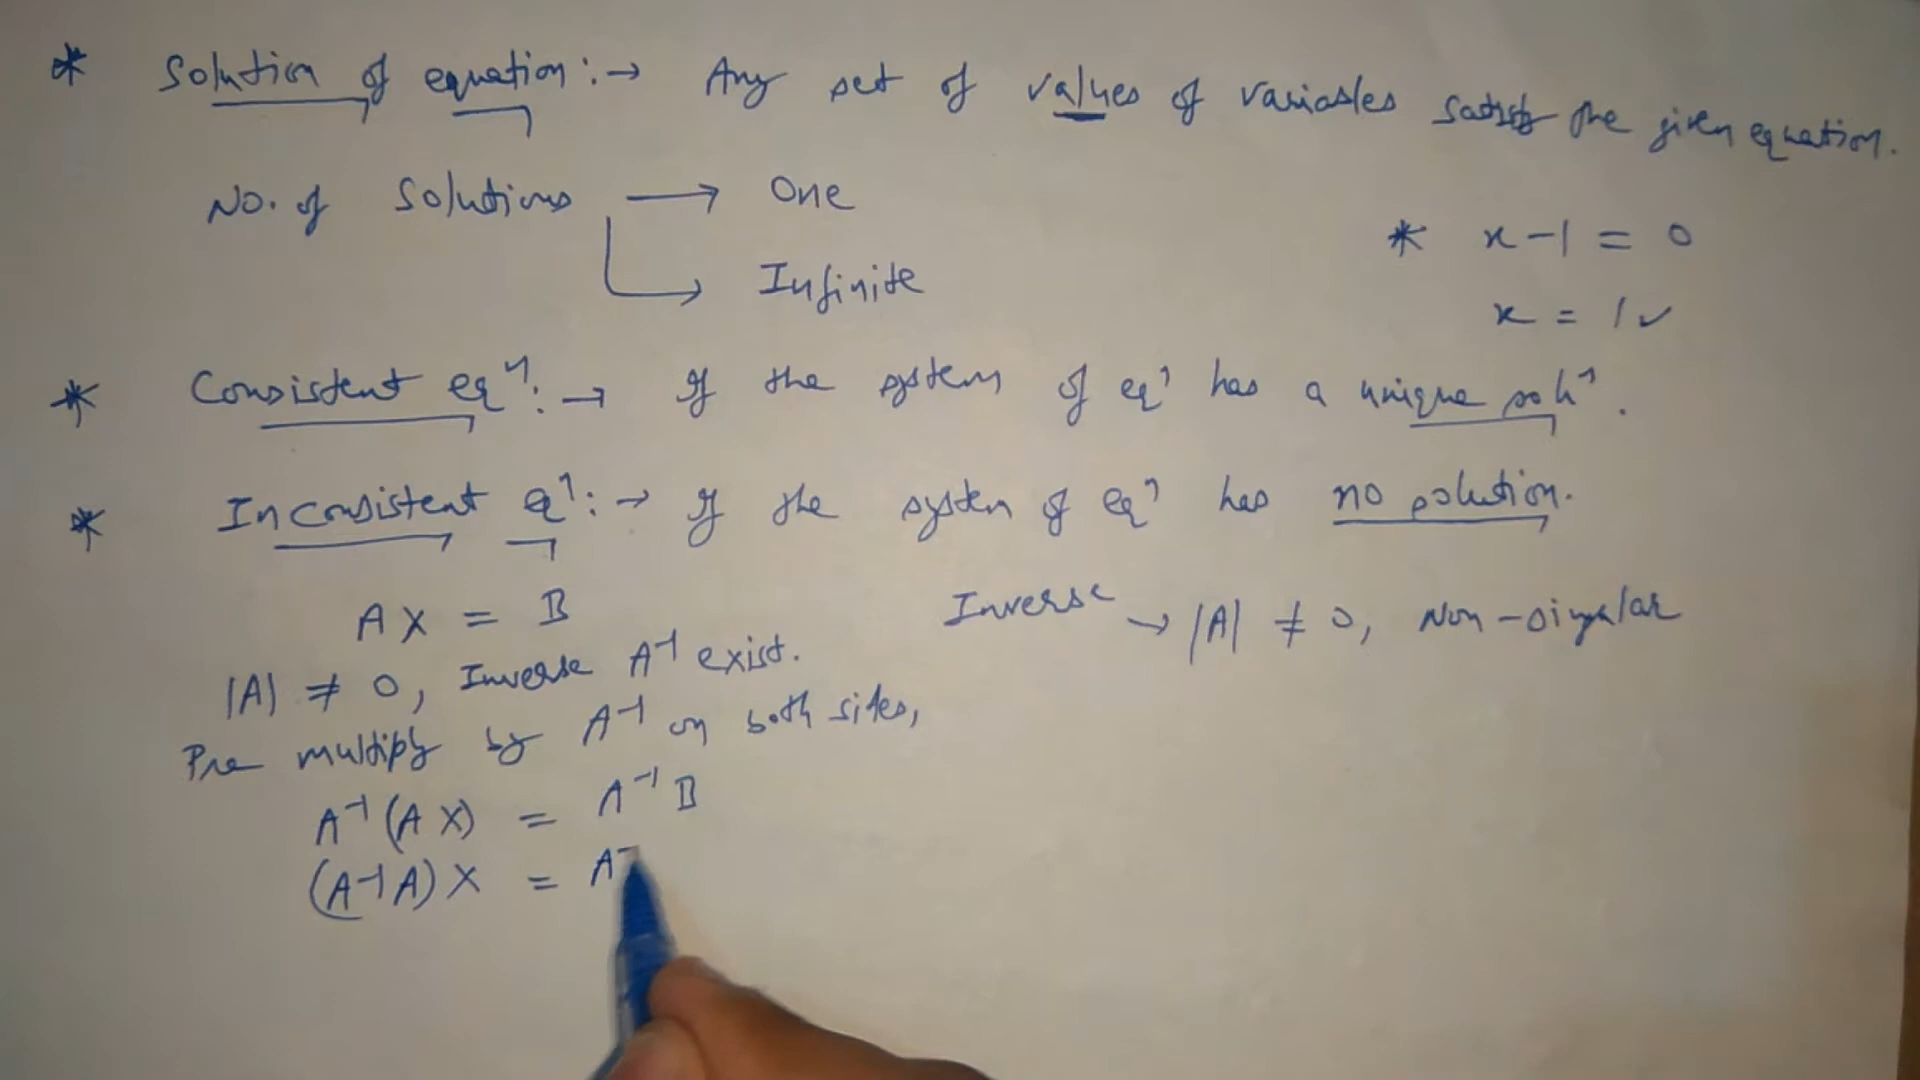 * Solution of equation :→ Any set of values of variables satisfy the given equation.
No. of Solutions → One
→ Infinite
* x-1 = 0
x = 1 ✓
* Consistent eqⁿ: → If the system of eqⁿ has a unique solⁿ.
* Inconsistent eqⁿ: → If the system of eqⁿ has no solution.
AX = B
|A| ≠ 0, Inverse A⁻¹ exist.
Inverse → |A| ≠ 0, Non-singular
Pre multiply by A⁻¹ on both sides,
A⁻¹(AX) = A⁻¹B
(A⁻¹A)X = A⁻